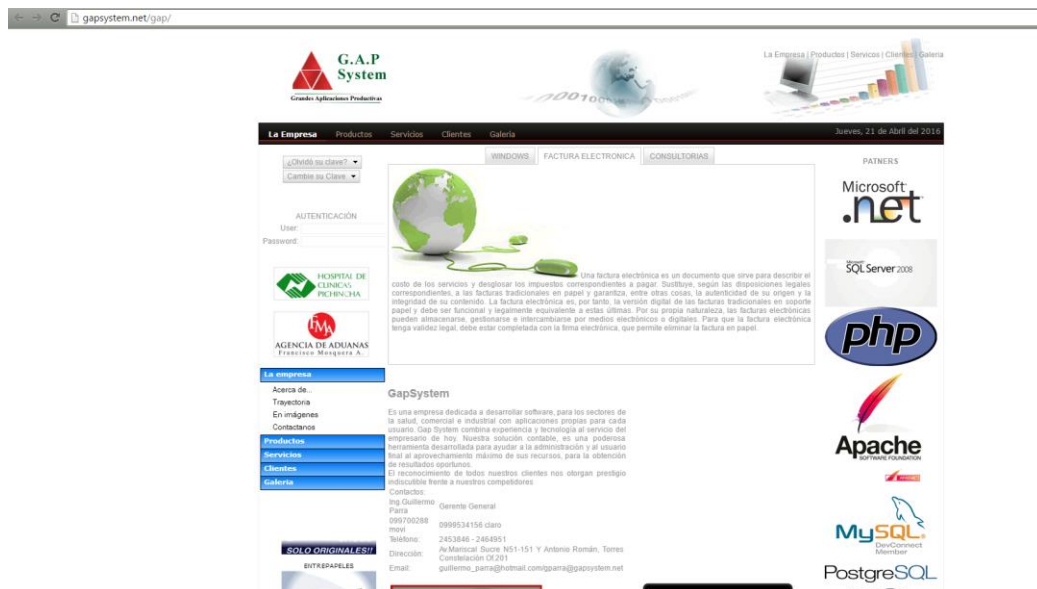 gapsystem.net/gap/
G.A.P
System
Grandes Aplicaciones Productivas
La Empresa | Productos | Servicos | Clientes | Galeria
La Empresa Productos Servicios Clientes Galeria
Jueves, 21 de Abril del 2016
¿Olvidó su clave?
Cambie su Clave
AUTENTICACIÓN
User:
Password:
HOSPITAL DE
CLINICAS
PICHINCHA
FMA
AGENCIA DE ADUANAS
Francisco Mosquera A.
La empresa
Acerca de...
Trayectoria
En imágenes
Contactanos
Productos
Servicios
Clientes
Galeria
SOLO ORIGINALES!!
ENTREPAPELES
WINDOWS FACTURA ELECTRONICA CONSULTORIAS
Una factura electrónica es un documento que sirve para describir el
costo de los servicios y desglosar los impuestos correspondientes a pagar. Sustituye, según las disposiciones legales
correspondientes, a las facturas tradicionales en papel y garantiza, entre otras cosas, la autenticidad de su origen y la
integridad de su contenido. La factura electrónica es, por tanto, la versión digital de las facturas tradicionales en soporte
papel y debe ser funcional y legalmente equivalente a estas últimas. Por su propia naturaleza, las facturas electrónicas
pueden almacenarse, gestionarse e intercambiarse por medios electrónicos o digitales. Para que la factura electrónica
tenga validez legal, debe estar completada con la firma electrónica, que permite eliminar la factura en papel.
GapSystem
Es una empresa dedicada a desarrollar software, para los sectores de
la salud, comercial e industrial con aplicaciones propias para cada
usuario. Gap System combina experiencia y tecnología al servicio del
empresario de hoy. Nuestra solución contable, es una poderosa
herramienta desarrollada para ayudar a la administración y al usuario
final al aprovechamiento máximo de sus recursos, para la obtención
de resultados oportunos.
El reconocimiento de todos nuestros clientes nos otorgan prestigio
indiscutible frente a nuestros competidores
Contactos:
Ing.Guillermo Parra Gerente General
099700288 movi 0999534156 claro
Teléfono: 2453846 - 2464951
Dirección: Av.Mariscal Sucre N51-151 Y Antonio Román, Torres
Constelación Of.201
Email: guillermo_parra@hotmail.com/gparra@gapsystem.net
PATNERS
Microsoft
.net
Microsoft
SQL Server 2008
php
Apache
SOFTWARE FOUNDATION
MySQL
DevConnect
Member
PostgreSQL